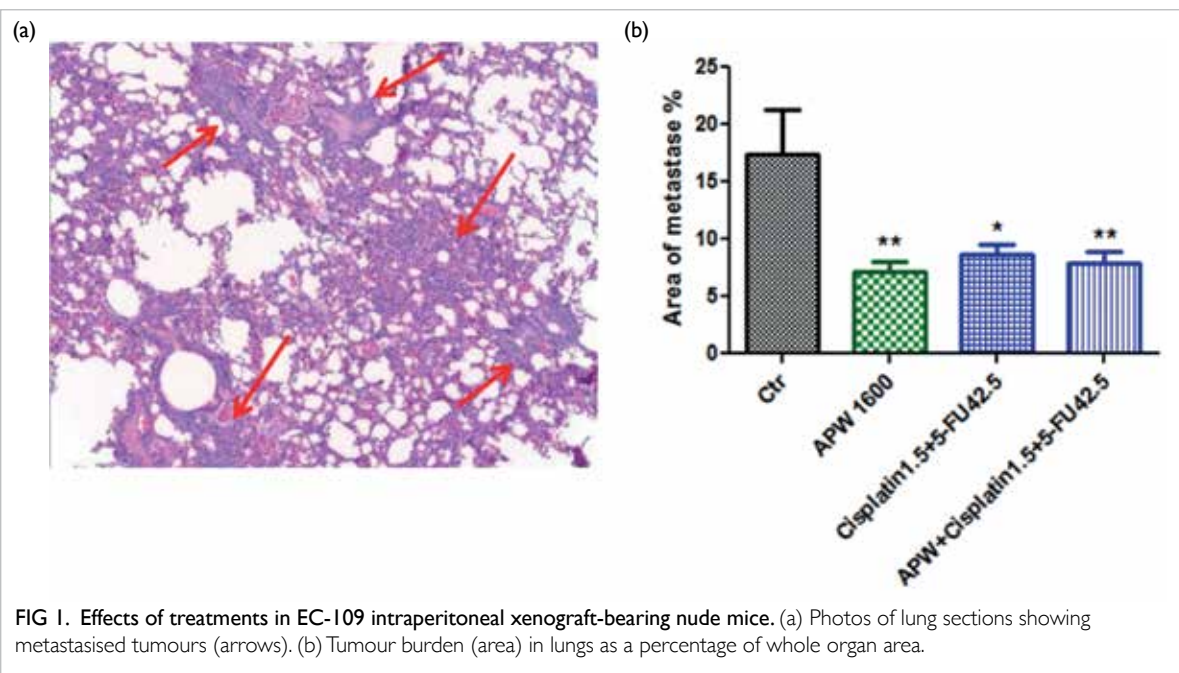 (a)
(b)
Area of metastase %
25
20
15
10
5
0
**
*
**
Ctr
APW 1600
Cisplatin1.5+5-FU42.5
APW+Cisplatin1.5+5-FU42.5
FIG 1. Effects of treatments in EC-109 intraperitoneal xenograft-bearing nude mice. (a) Photos of lung sections showing
metastasised tumours (arrows). (b) Tumour burden (area) in lungs as a percentage of whole organ area.